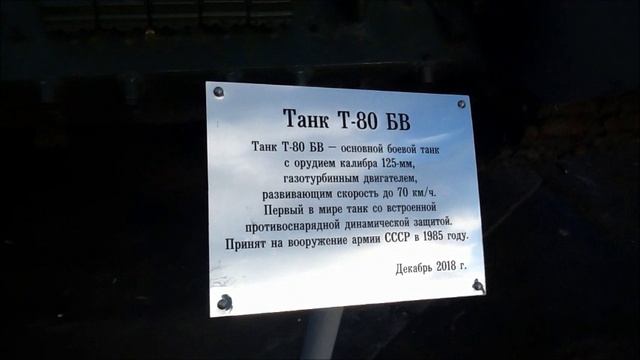 Танк Т-80 БВ
Танк Т-80 БВ – основной боевой танк
с орудием калибра 125-мм,
газотурбинным двигателем,
развивающим скорость до 70 км/ч.
Первый в мире танк со встроенной
противоснарядной динамической защитой.
Принят на вооружение армии СССР в 1985 году.
Декабрь 2018 г.